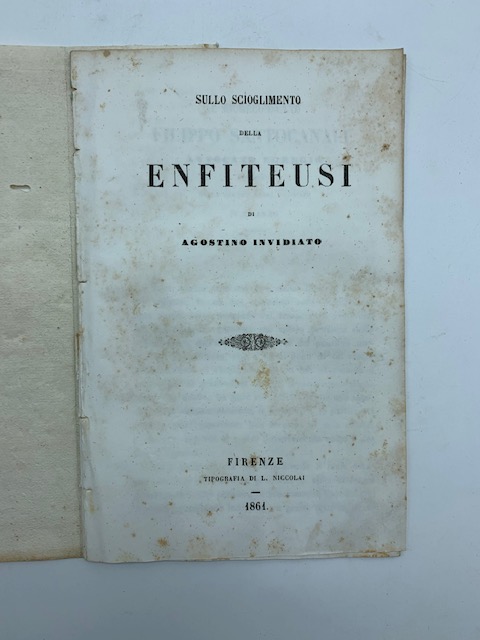 SULLO SCIOGLIMENTO
DELLA
ENFITEUSI
DI
AGOSTINO INVIDIATO
FIRENZE
TIPOGRAFIA DI L. NICCOLAI
1861.